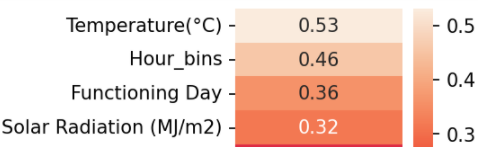 Temperature(°C) 0.53
Hour_bins 0.46
Functioning Day 0.36
Solar Radiation (MJ/m2) 0.32
0.5
0.4
0.3